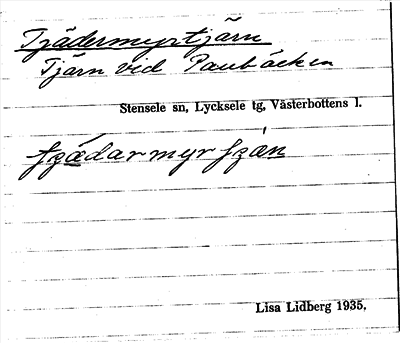 Tjädermyrtjärn
Tjärn vid Paubäcken
Stensele sn, Lycksele tg, Västerbottens l.
Lisa Lidberg 1935.